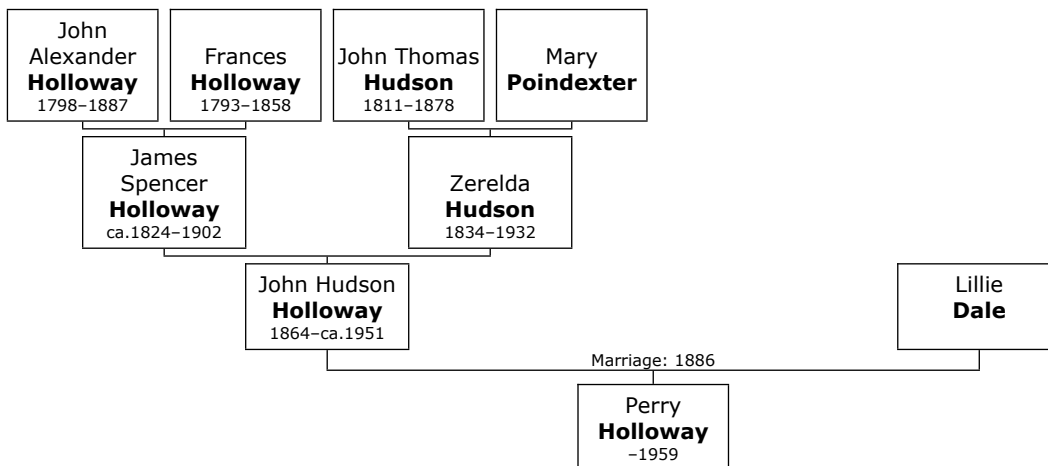 John
Alexander
Holloway
1798–1887
Frances
Holloway
1793–1858
John Thomas
Hudson
1811–1878
Mary
Poindexter
James
Spencer
Holloway
ca.1824–1902
Zerelda
Hudson
1834–1932
John Hudson
Holloway
1864–ca.1951
Lillie
Dale
Marriage: 1886
Perry
Holloway
–1959